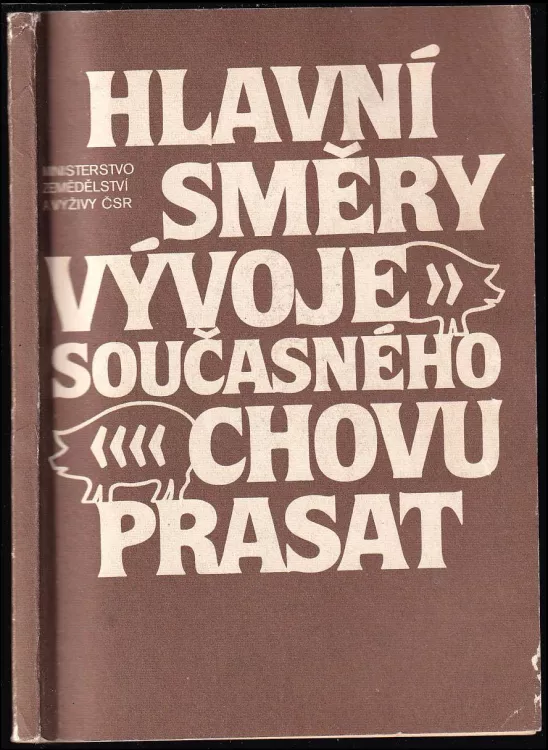 HLAVNÍ
MINISTERSTVO
ZEMĚDĚLSTVÍ
A VÝŽIVY ČSR
SMĚRY
VÝVOJE
SOUČASNÉHO
CHOVU
PRASAT